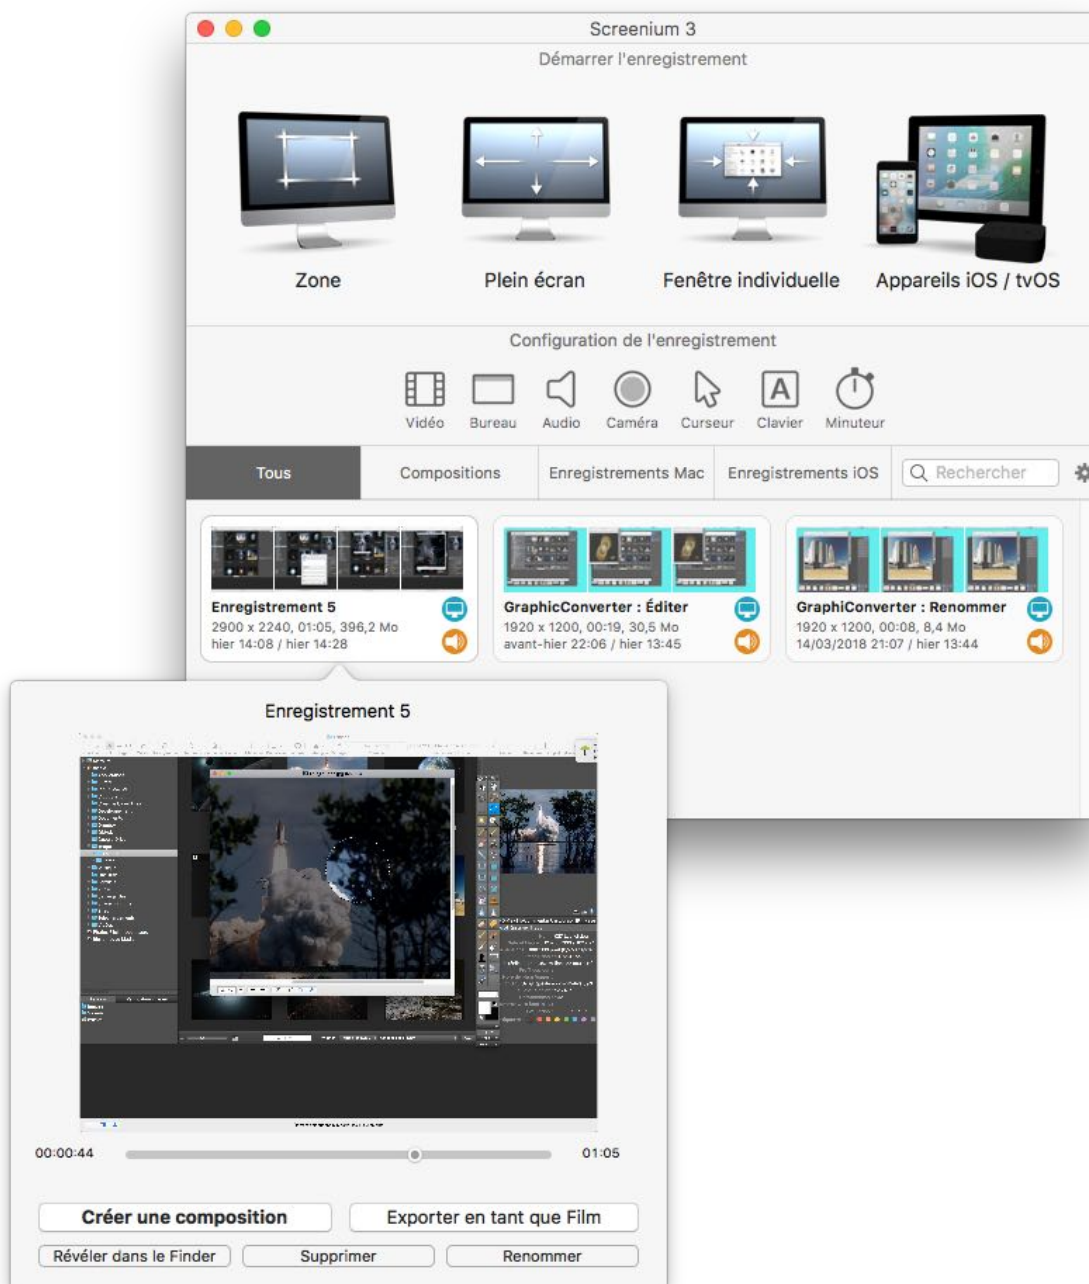 Screenium 3
Démarrer l'enregistrement
Zone
Plein écran
Fenêtre individuelle
Appareils iOS / tvOS
Configuration de l'enregistrement
Vidéo
Bureau
Audio
Caméra
Curseur
A
Clavier
Minuteur
Tous
Compositions
Enregistrements Mac
Enregistrements iOS
Rechercher
Enregistrement 5
2900 x 2240, 01:05, 396,2 Mo
hier 14:08 / hier 14:28
GraphicConverter : Éditer
1920 x 1200, 00:19, 30,5 Mo
avant-hier 22:06 / hier 13:45
GraphiConverter : Renommer
1920 x 1200, 00:08, 8,4 Mo
14/03/2018 21:07 / hier 13:44
Enregistrement 5
00:00:44
01:05
Créer une composition
Exporter en tant que Film
Révéler dans le Finder
Supprimer
Renommer